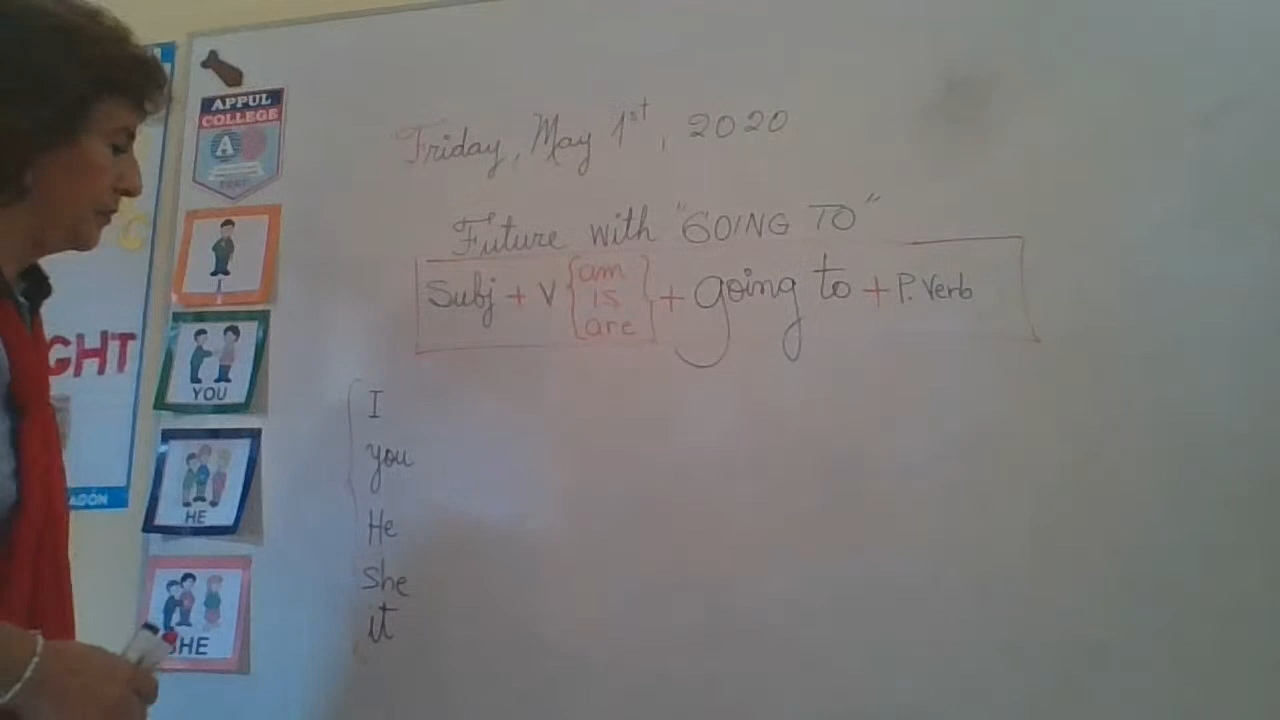 APPUL
COLLEGE
A
Friday, May 1st, 2020
Future with "GOING TO"
Subj + V { am is are } + going to + P. Verb
I
YOU
HE
SHE
GHT
I
you
He
She
it